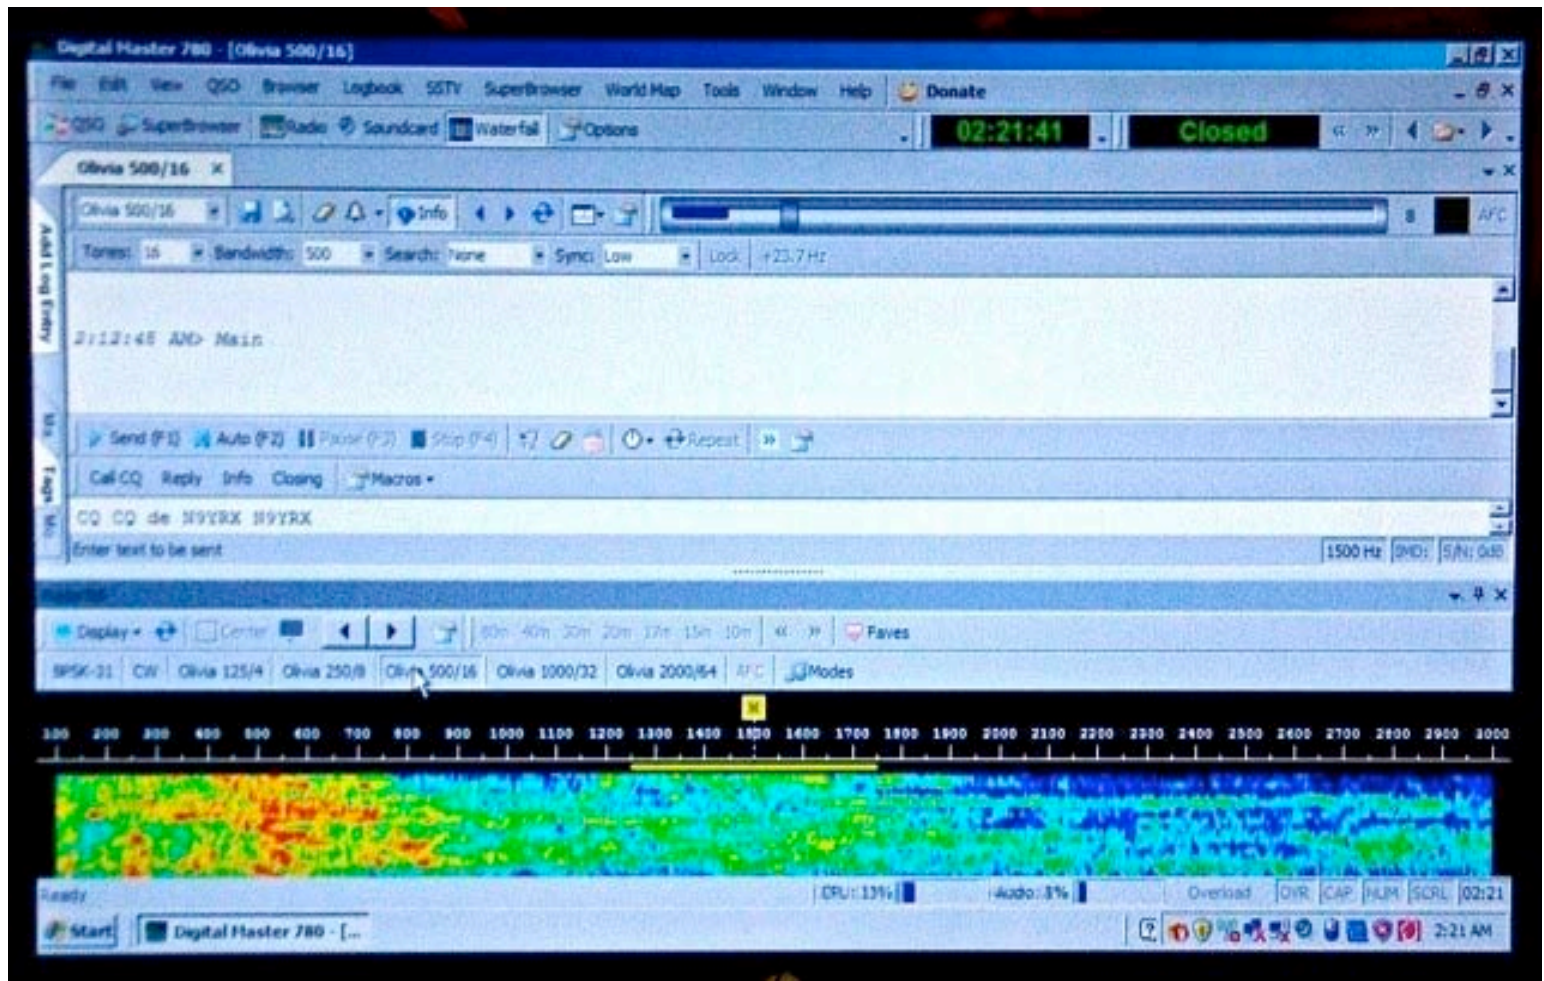 Digital Master 780 - [Olivia 500/16]
File Edit View QSO Browser Logbook SSTV SuperBrowser World Map Tools Window Help Donate
QSO SuperBrowser Radio Soundcard Waterfall Options 02:21:41 Closed
Olivia 500/16
Olivia 500/16 Info 8 AFC
Tones: 16 Bandwidth: 500 Search: None Sync: Low Lock +23.7 Hz
Add Log Entry
2:12:45 AM> Main
Send (F1) Auto (F2) Pause (F3) Stop (F4) Repeat
Tags
Call CQ Reply Info Closing Macros
CQ CQ de N9YRX N9YRX
Enter text to be sent 1500 Hz IMD: S/N: 0dB
Display Center 80m 40m 30m 20m 17m 15m 10m Faves
BPSK-31 CW Olivia 125/4 Olivia 250/8 Olivia 500/16 Olivia 1000/32 Olivia 2000/64 AFC Modes
100 200 300 400 500 600 700 800 900 1000 1100 1200 1300 1400 1500 1600 1700 1800 1900 2000 2100 2200 2300 2400 2500 2600 2700 2800 2900 3000
Ready CPU: 13% Audio: 8% Overload OVR CAP NUM SCRL 02:21
Start Digital Master 780 - [... 2:21 AM